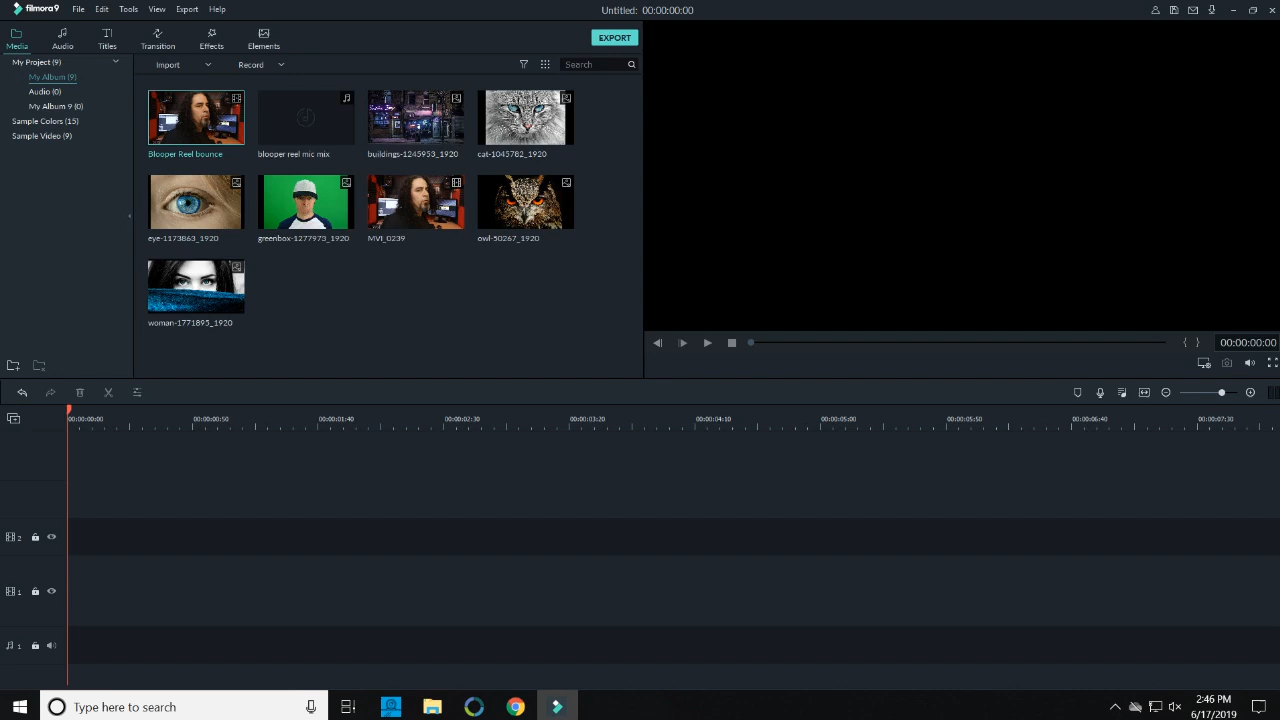 filmora9 File Edit Tools View Export Help Untitled: 00:00:00:00
Media Audio Titles Transition Effects Elements EXPORT
My Project (9)
My Album (9)
Audio (0)
My Album 9 (0)
Sample Colors (15)
Sample Video (9)
Import Record Search
Blooper Reel bounce blooper reel mic mix buildings-1245953_1920 cat-1045782_1920
eye-1173863_1920 greenbox-1277973_1920 MVI_0239 owl-50267_1920
woman-1771895_1920
00:00:00:00
00:00:00:00 00:00:00:50 00:00:01:40 00:00:02:30 00:00:03:20 00:00:04:10 00:00:05:00 00:00:05:50 00:00:06:40 00:00:07:30
2
1
1
Type here to search
2:46 PM
6/17/2019